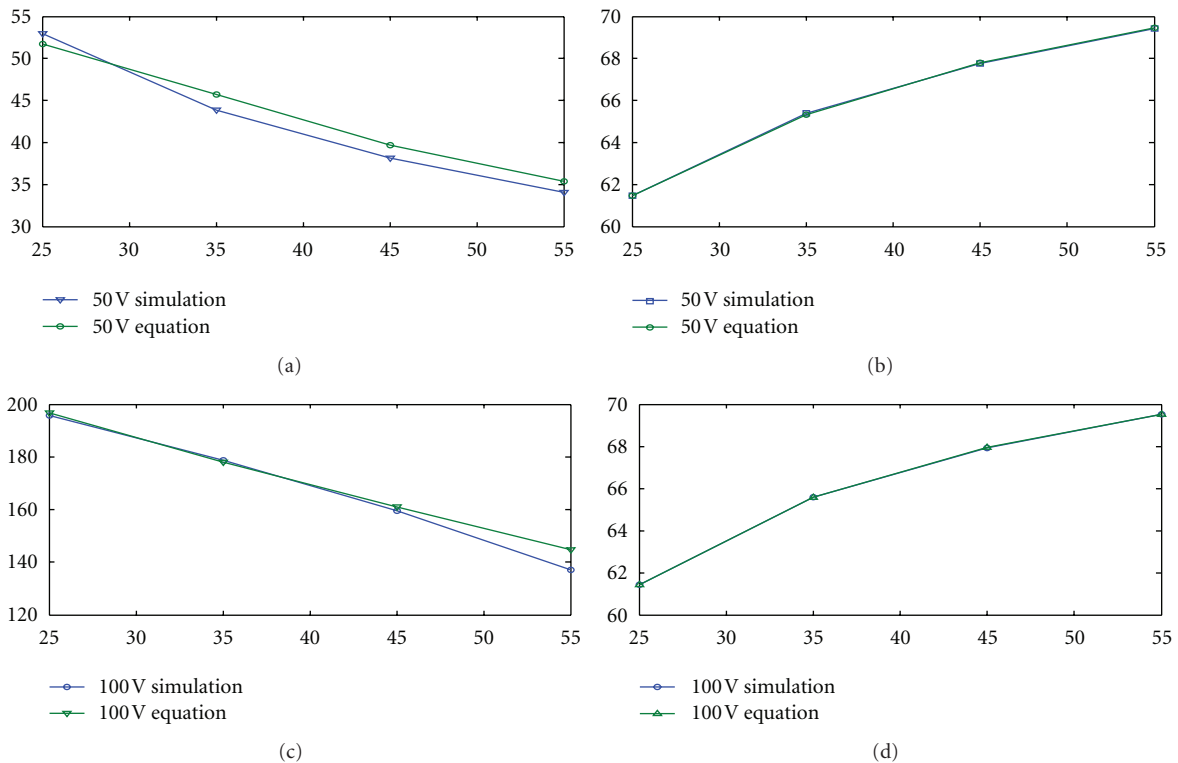 55
50
45
40
35
30
25 30 35 40 45 50 55
50 V simulation
50 V equation
(a)
70
68
66
64
62
60
25 30 35 40 45 50 55
50 V simulation
50 V equation
(b)
200
180
160
140
120
25 30 35 40 45 50 55
100 V simulation
100 V equation
(c)
70
68
66
64
62
60
25 30 35 40 45 50 55
100 V simulation
100 V equation
(d)